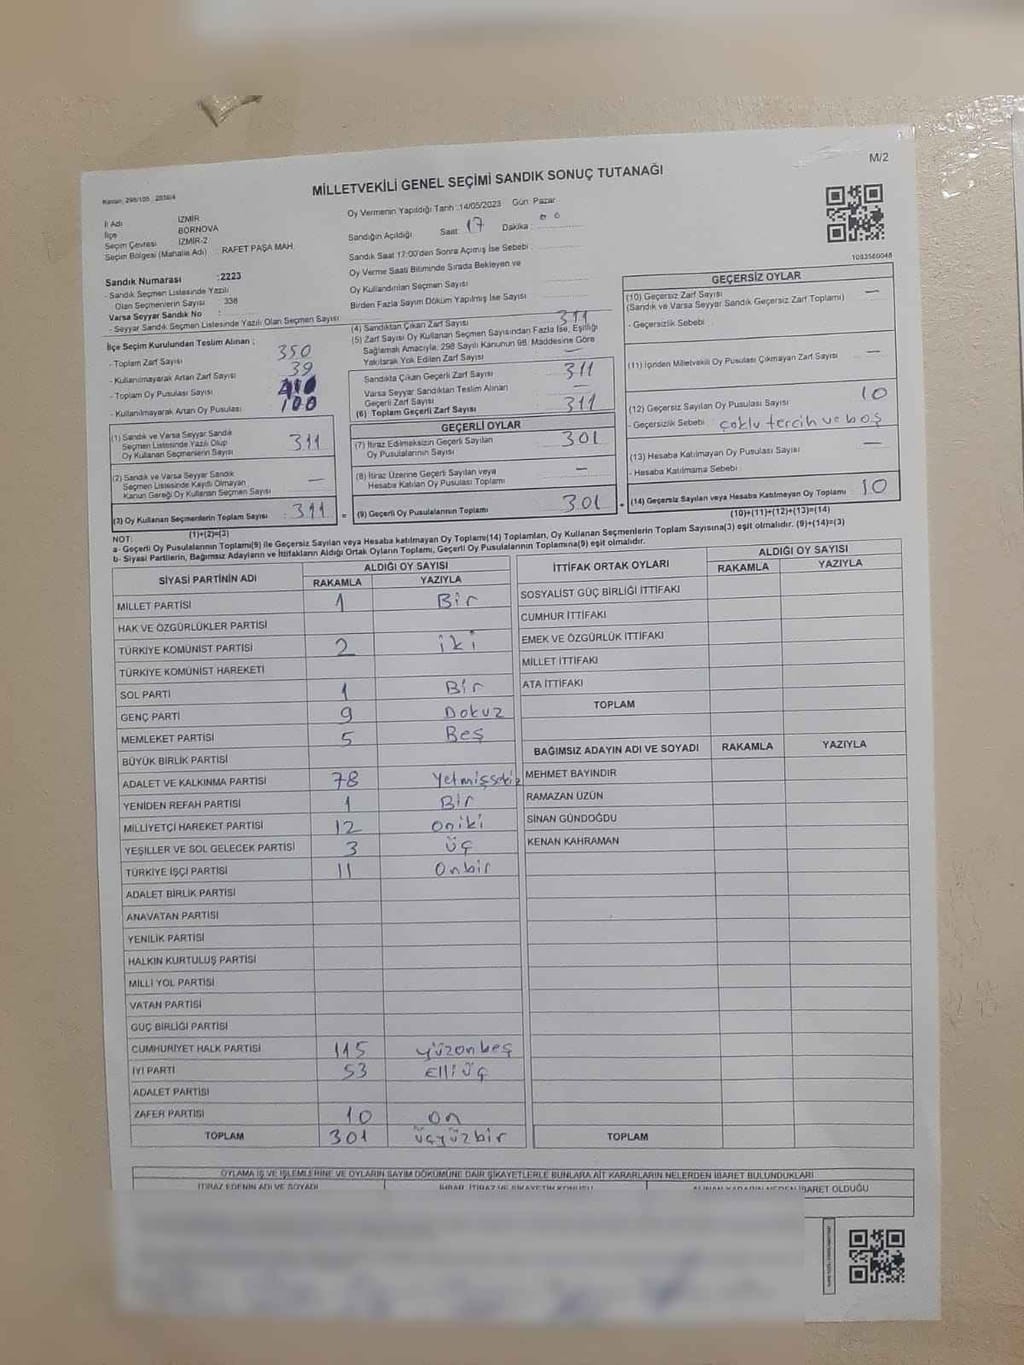 M/2
MİLLETVEKİLİ GENEL SEÇİMİ SANDIK SONUÇ TUTANAĞI
İl Adı İZMİR
İlçe BORNOVA
Seçim Çevresi İZMİR-2
Seçim Bölgesi (Mahalle Adı) : RAFET PAŞA MAH.
Sandık Numarası :2223
- Sandık Seçmen Listesinde Yazılı
Olan Seçmenlerin Sayısı : 338
Varsa Seyyar Sandık No :
- Seyyar Sandık Seçmen Listesinde Yazılı Olan Seçmen Sayısı
Oy Vermenin Yapıldığı Tarih :14/05/2023 Gün: Pazar
Sandığın Açıldığı Saat: 17 Dakika : 00
Sandık Saat 17:00'den Sonra Açılmış İse Sebebi :
Oy Verme Saati Bitiminde Sırada Bekleyen ve
Oy Kullandırılan Seçmen Sayısı
Birden Fazla Sayım Döküm Yapılmış İse Sayısı
1083560048
İlçe Seçim Kurulundan Teslim Alınan ;
- Toplam Zarf Sayısı 350
- Kullanılmayarak Artan Zarf Sayısı 39
- Toplam Oy Pusulası Sayısı
- Kullanılmayarak Artan Oy Pusulası 100
(1) Sandık ve Varsa Seyyar Sandık
Seçmen Listesinde Yazılı Olup
Oy Kullanan Seçmenlerin Sayısı 311
(2) Sandık ve Varsa Seyyar Sandık
Seçmen Listesinde Kaydı Olmayan
Kanun Gereği Oy Kullanan Seçmen Sayısı —
(3) Oy Kullanan Seçmenlerin Toplam Sayısı : 311
(1)+(2)=(3)
(4) Sandıktan Çıkan Zarf Sayısı 311
(5) Zarf Sayısı Oy Kullanan Seçmen Sayısından Fazla İse, Eşitliği
Sağlamak Amacıyla, 298 Sayılı Kanunun 98. Maddesine Göre
Yakılarak Yok Edilen Zarf Sayısı —
Sandıkta Çıkan Geçerli Zarf Sayısı 311
Varsa Seyyar Sandıktan Teslim Alınan
Geçerli Zarf Sayısı —
(6) Toplam Geçerli Zarf Sayısı 311
GEÇERLİ OYLAR
(7) İtiraz Edilmeksizin Geçerli Sayılan
Oy Pusulalarının Sayısı 301
(8) İtiraz Üzerine Geçerli Sayılan veya
Hesaba Katılan Oy Pusulası Toplamı —
= (9) Geçerli Oy Pusulalarının Toplamı 301
GEÇERSİZ OYLAR
(10) Geçersiz Zarf Sayısı —
(Sandık ve Varsa Seyyar Sandık Geçersiz Zarf Toplamı)
- Geçersizlik Sebebi :
(11) İçinden Milletvekili Oy Pusulası Çıkmayan Zarf Sayısı —
(12) Geçersiz Sayılan Oy Pusulası Sayısı 10
- Geçersizlik Sebebi : çoklu tercih ve boş
(13) Hesaba Katılmayan Oy Pusulası Sayısı —
- Hesaba Katılmama Sebebi
+ (14) Geçersiz Sayılan veya Hesaba Katılmayan Oy Toplamı 10
(10)+(11)+(12)+(13)=(14)
NOT:
a- Geçerli Oy Pusulalarının Toplamı(9) ile Geçersiz Sayılan veya Hesaba katılmayan Oy Toplamı(14) Toplamları, Oy Kullanan Seçmenlerin Toplam Sayısına(3) eşit olmalıdır. (9)+(14)=(3)
b- Siyasi Partilerin, Bağımsız Adayların ve İttifakların Aldığı Ortak Oyların Toplamı, Geçerli Oy Pusulalarının Toplamına(9) eşit olmalıdır.
SİYASİ PARTİNİN ADI ALDIĞI OY SAYISI
RAKAMLA YAZIYLA
MİLLET PARTİSİ 1 Bir
HAK VE ÖZGÜRLÜKLER PARTİSİ
TÜRKİYE KOMÜNİST PARTİSİ 2 iki
TÜRKİYE KOMÜNİST HAREKETİ
SOL PARTİ 1 Bir
GENÇ PARTİ 9 Dokuz
MEMLEKET PARTİSİ 5 Beş
BÜYÜK BİRLİK PARTİSİ
ADALET VE KALKINMA PARTİSİ 78 Yetmişsekiz
YENİDEN REFAH PARTİSİ 1 Bir
MİLLİYETÇİ HAREKET PARTİSİ 12 oniki
YEŞİLLER VE SOL GELECEK PARTİSİ 3 üç
TÜRKİYE İŞÇİ PARTİSİ 11 Onbir
ADALET BİRLİK PARTİSİ
ANAVATAN PARTİSİ
YENİLİK PARTİSİ
HALKIN KURTULUŞ PARTİSİ
MİLLİ YOL PARTİSİ
VATAN PARTİSİ
GÜÇ BİRLİĞİ PARTİSİ
CUMHURİYET HALK PARTİSİ 115 yüzonbeş
İYİ PARTİ 53 Elliüç
ADALET PARTİSİ
ZAFER PARTİSİ 10 on
TOPLAM 301 üçyüzbir
İTTİFAK ORTAK OYLARI ALDIĞI OY SAYISI
RAKAMLA YAZIYLA
SOSYALİST GÜÇ BİRLİĞİ İTTİFAKI
CUMHUR İTTİFAKI
EMEK VE ÖZGÜRLÜK İTTİFAKI
MİLLET İTTİFAKI
ATA İTTİFAKI
TOPLAM
BAĞIMSIZ ADAYIN ADI VE SOYADI RAKAMLA YAZIYLA
MEHMET BAYINDIR
RAMAZAN ÜZÜN
SİNAN GÜNDOĞDU
KENAN KAHRAMAN
TOPLAM
OYLAMA İŞ VE İŞLEMLERİNE VE OYLARIN SAYIM DÖKÜMÜNE DAİR ŞİKAYETLERLE BUNLARA AİT KARARLARIN NELERDEN İBARET BULUNDUKLARI
İTİRAZ EDENİN ADI VE SOYADI
İBARET OLDUĞU